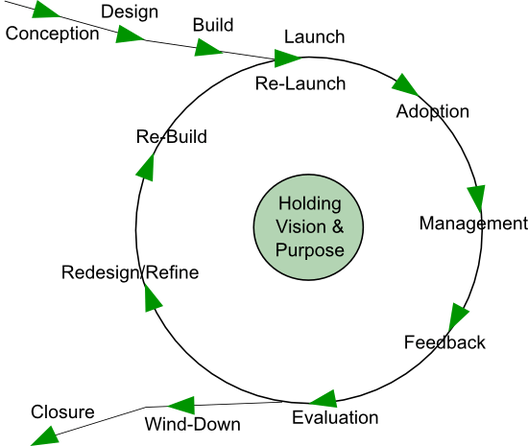 Design
Conception
Build
Launch
Re-Launch
Adoption
Re-Build
Holding
Vision &
Purpose
Management
Redesign/Refine
Feedback
Closure
Wind-Down
Evaluation